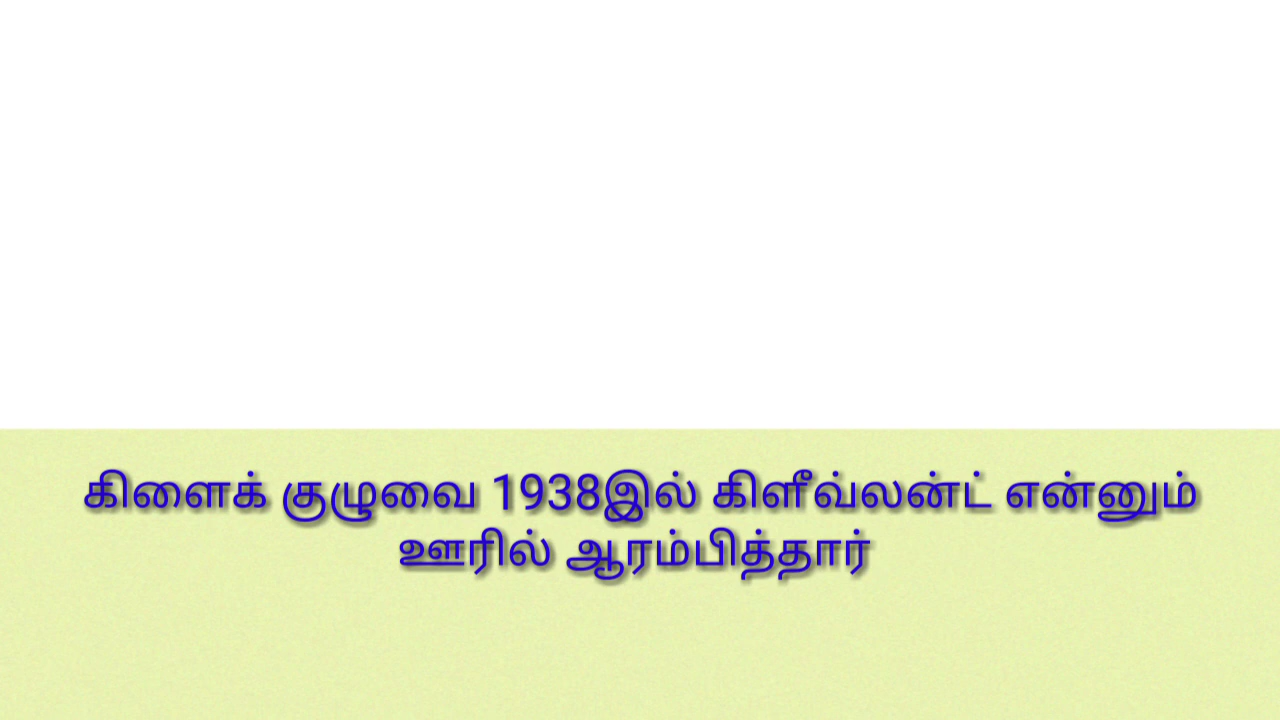 கிளைக் குழுவை 1938இல் கிளீவ்லன்ட் என்னும்
ஊரில் ஆரம்பித்தார்